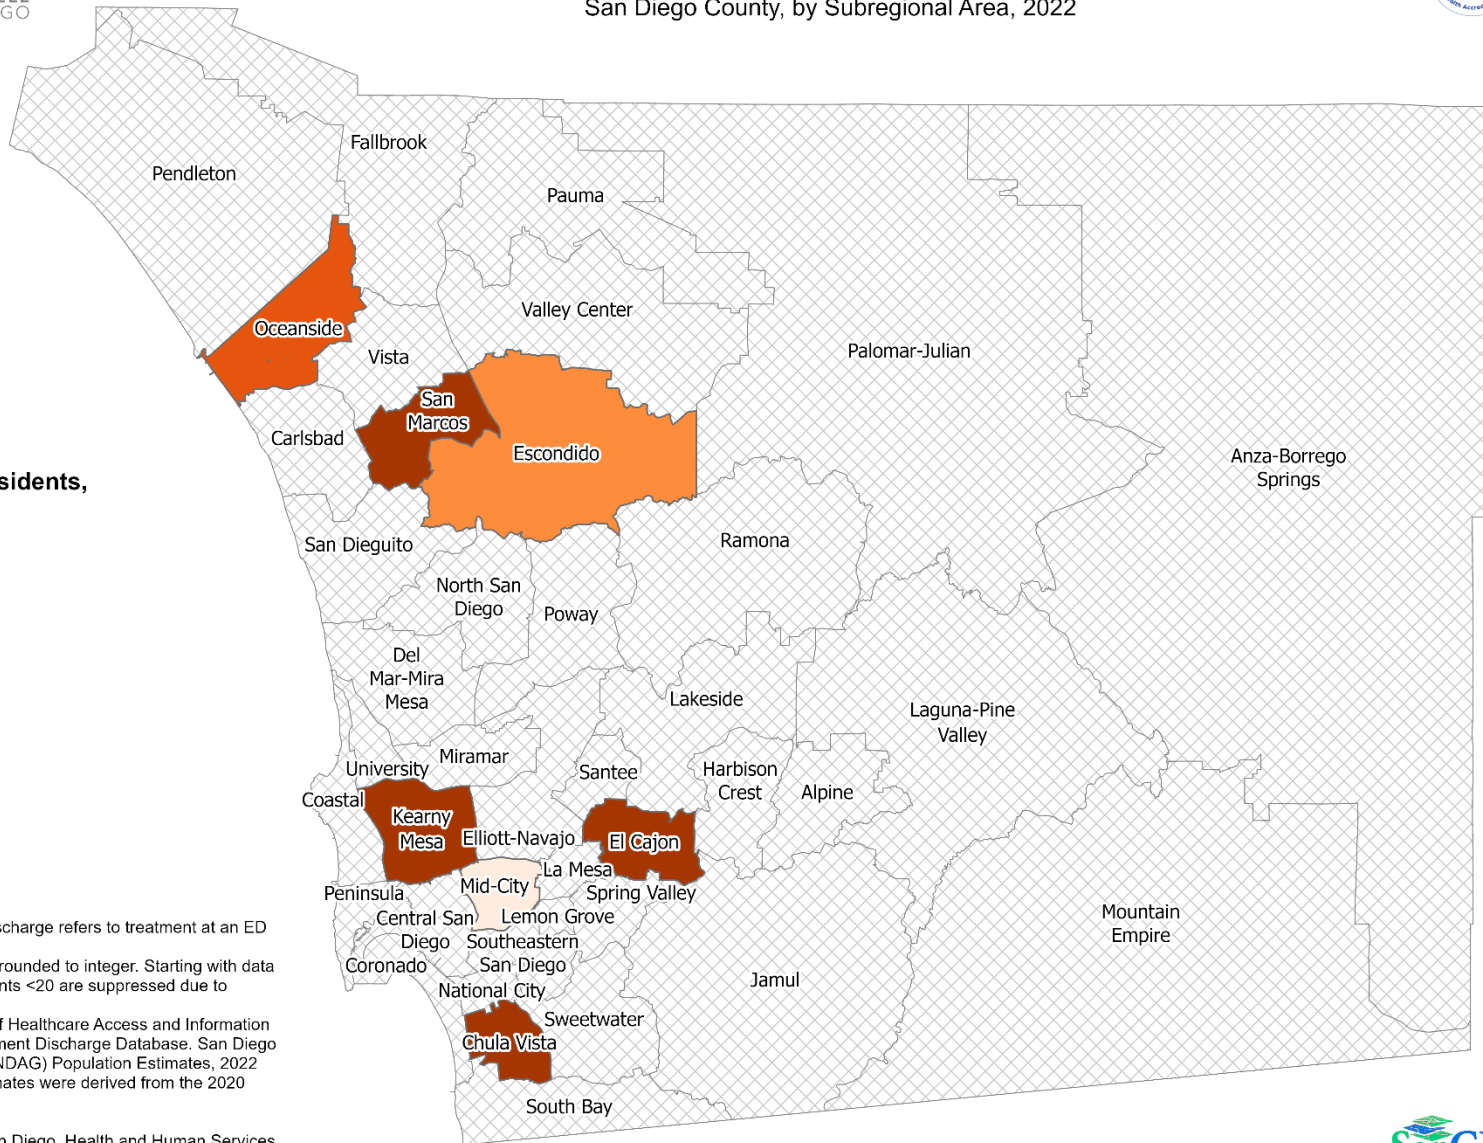 GO
San Diego County, by Subregional Area, 2022
Fallbrook
Pendleton
Pauma
Valley Center
Oceanside
Vista
Palomar-Julian
San
Marcos
Carlsbad
Escondido
Anza-Borrego
Springs
sidents,
San Dieguito
Ramona
North San
Diego
Poway
Del
Mar-Mira
Mesa
Lakeside
Laguna-Pine
Valley
Miramar
University
Santee
Harbison
Crest
Alpine
Coastal
Kearny
Mesa
Elliott-Navajo
El Cajon
La Mesa
Mid-City
Peninsula
Spring Valley
Central San
Diego
Lemon Grove
Mountain
Empire
Southeastern
San Diego
Coronado
Jamul
National City
Sweetwater
Chula Vista
South Bay
scharge refers to treatment at an ED
rounded to integer. Starting with data
nts <20 are suppressed due to
f Healthcare Access and Information
ment Discharge Database. San Diego
NDAG) Population Estimates, 2022
mates were derived from the 2020
n Diego, Health and Human Services